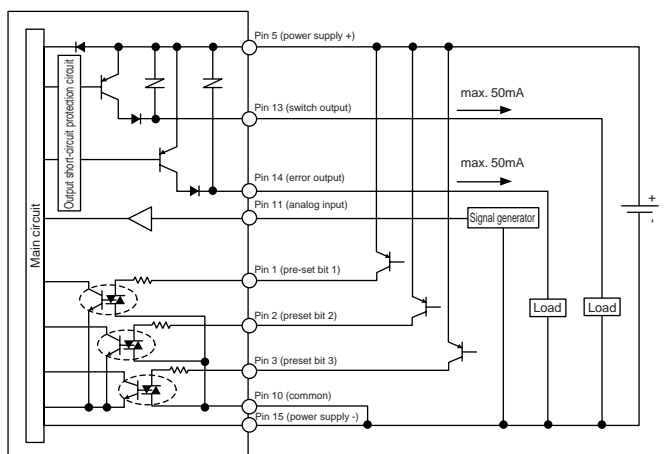 Main circuit
Output short-circuit protection circuit
Pin 5 (power supply +)
max. 50mA
Pin 13 (switch output)
max. 50mA
Pin 14 (error output)
Pin 11 (analog input)
Signal generator
+
-
Pin 1 (pre-set bit 1)
Load
Load
Pin 2 (preset bit 2)
Pin 3 (preset bit 3)
Pin 10 (common)
Pin 15 (power supply -)